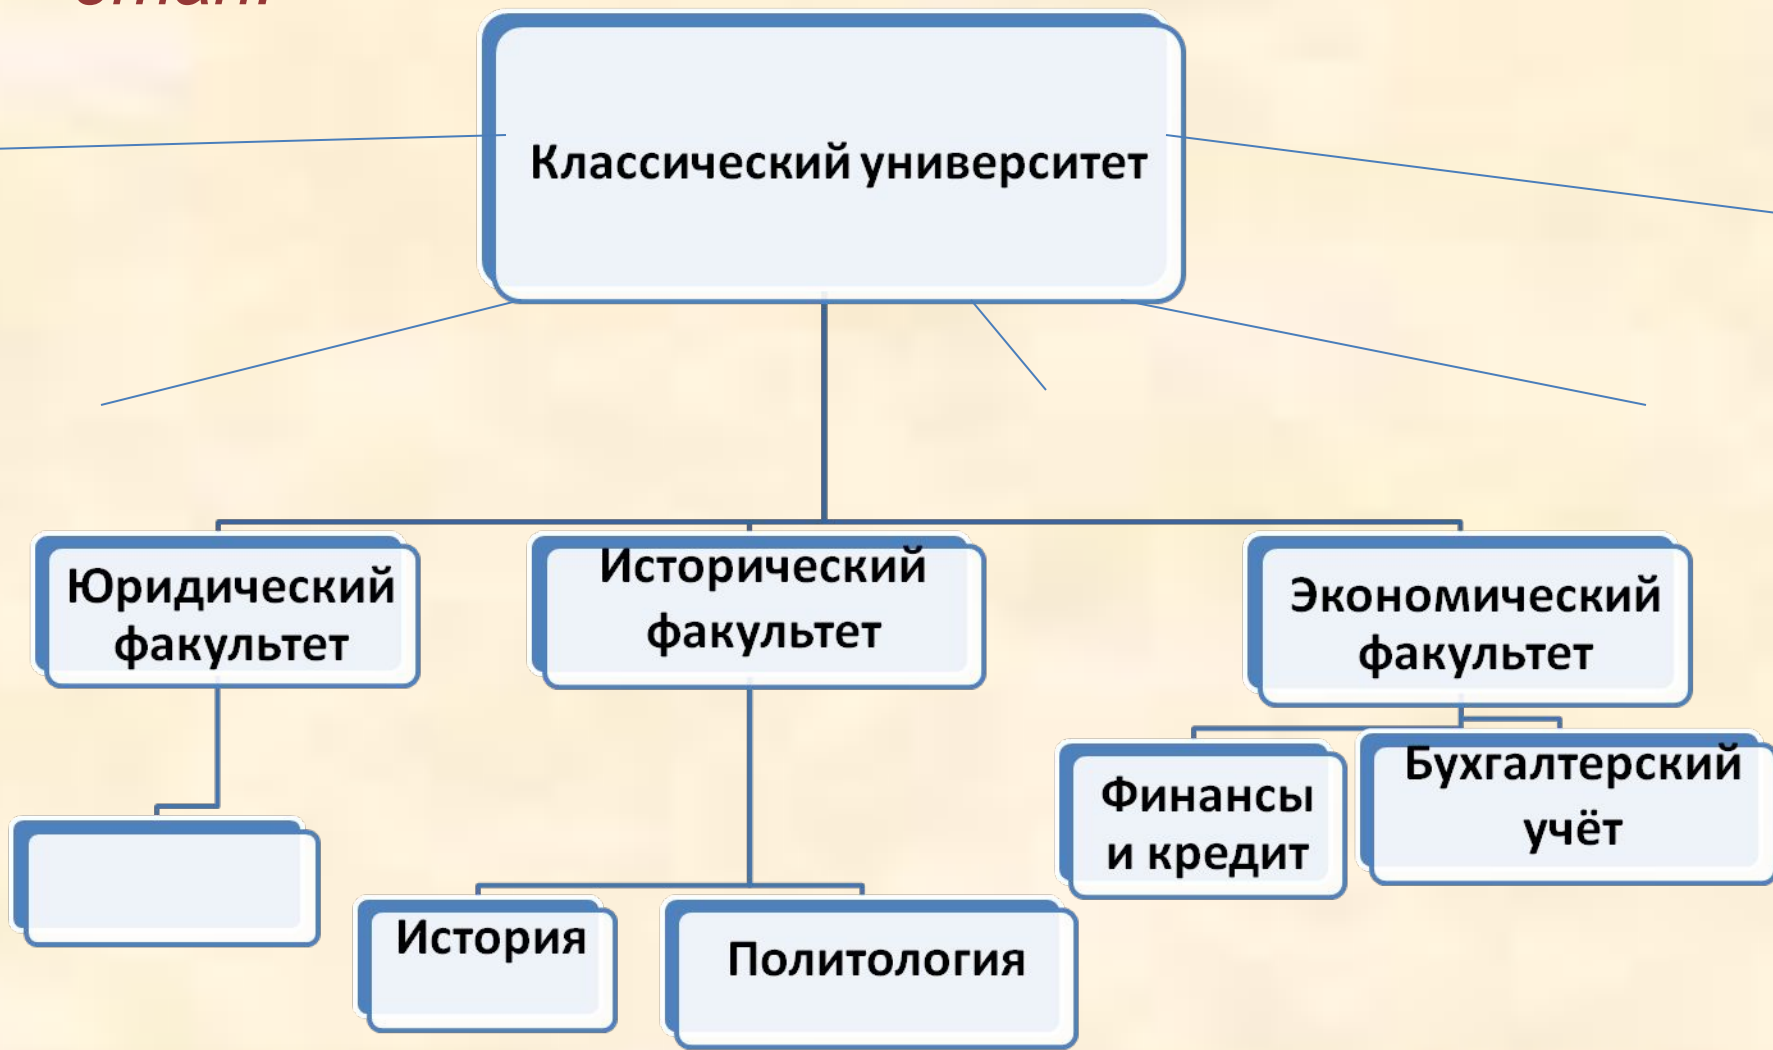 Классический университет
Юридический
факультет
Исторический
факультет
Экономический
факультет
Финансы
и кредит
Бухгалтерский
учёт
История
Политология